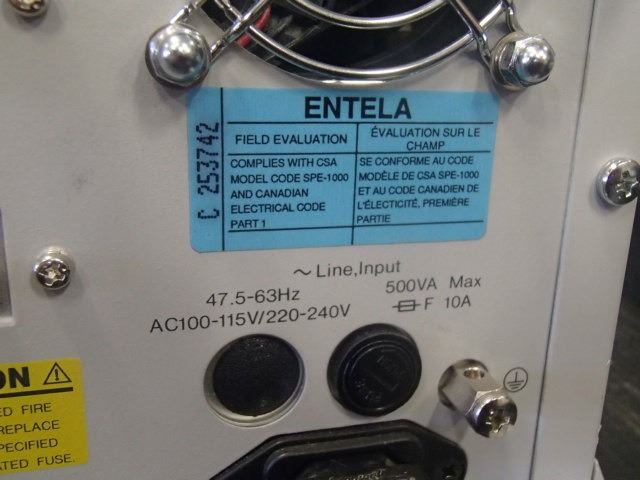 ENTELA
C 253742
FIELD EVALUATION
COMPLIES WITH CSA
MODEL CODE SPE-1000
AND CANADIAN
ELECTRICAL CODE
PART 1
ÉVALUATION SUR LE
CHAMP
SE CONFORME AU CODE
MODÈLE DE CSA SPE-1000
ET AU CODE CANADIEN DE
L'ÉLECTICITÉ, PREMIÈRE
PARTIE
~Line,Input
47.5-63Hz
AC100-115V/220-240V
500VA Max
F 10A
ON
ED FIRE
REPLACE
SPECIFIED
ATED FUSE.